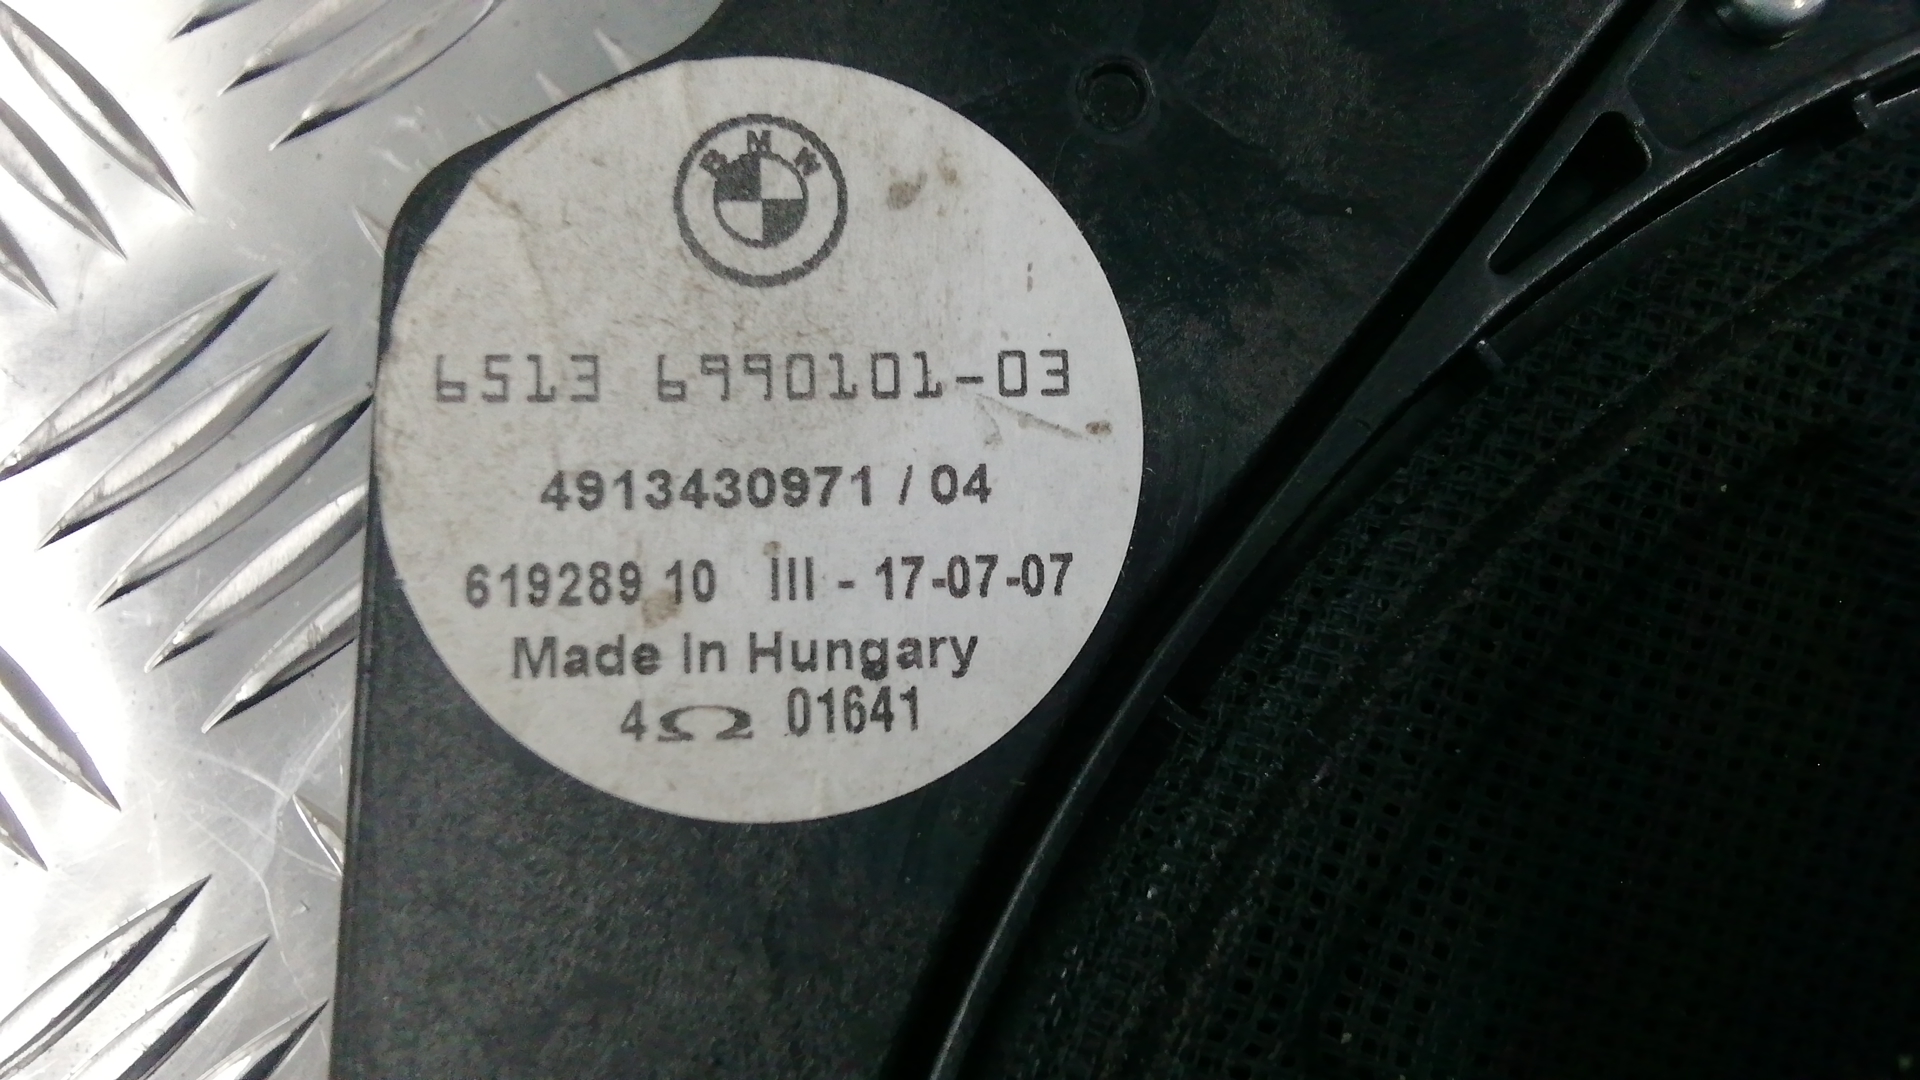 BMW
6513 6990101-03
4913430971 / 04
619289 10 III - 17-07-07
Made in Hungary
4Ω 01641